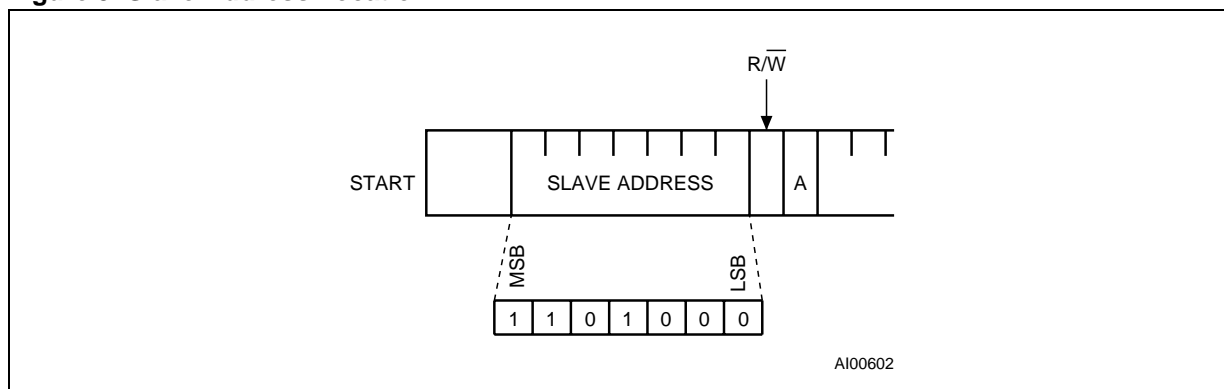 R/W̅
START
SLAVE ADDRESS
A
MSB
LSB
1 1 0 1 0 0 0
AI00602